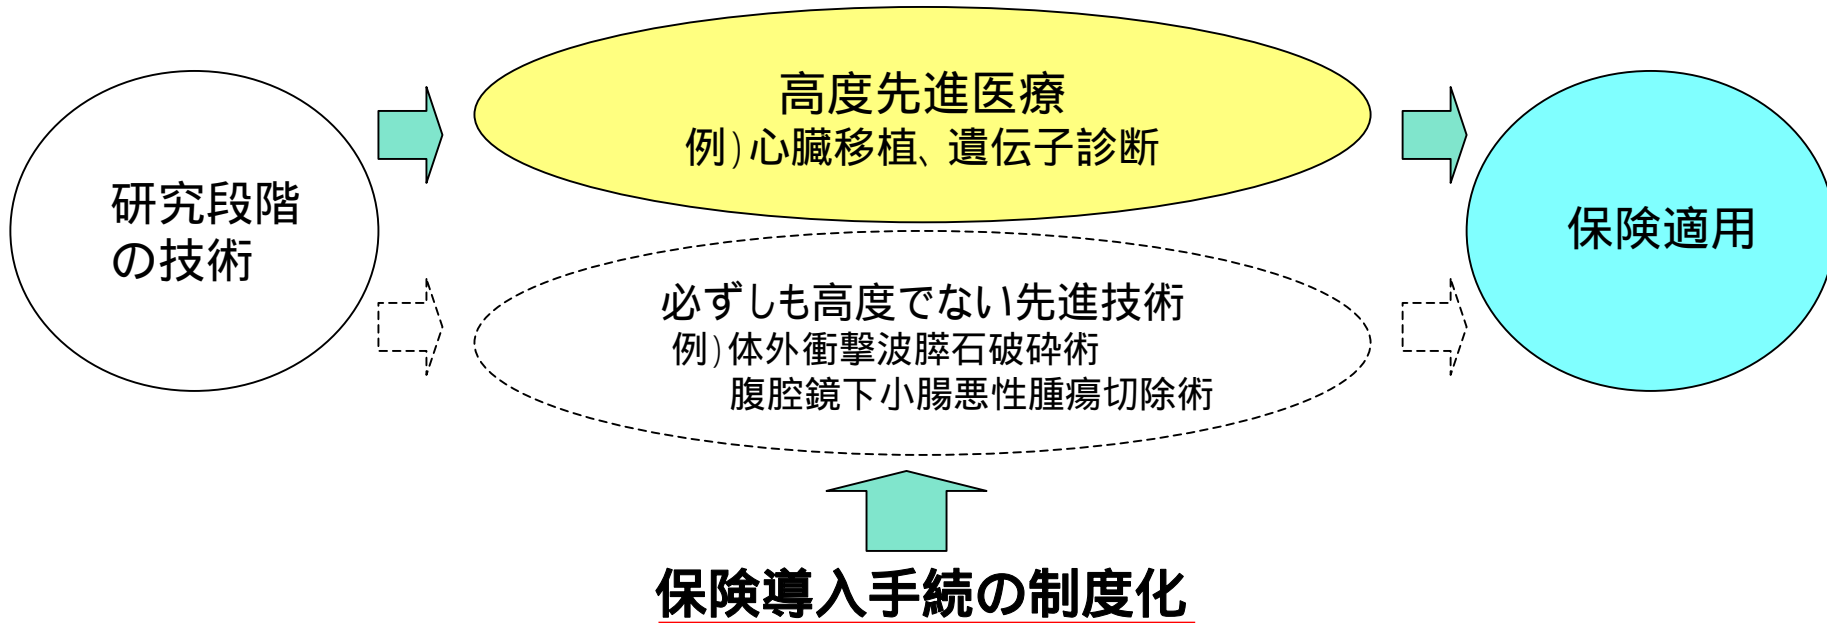 研究段階
の技術
高度先進医療
例)心臓移植、遺伝子診断
必ずしも高度でない先進技術
例)体外衝撃波膵石破砕術
腹腔鏡下小腸悪性腫瘍切除術
保険適用
保険導入手続の制度化